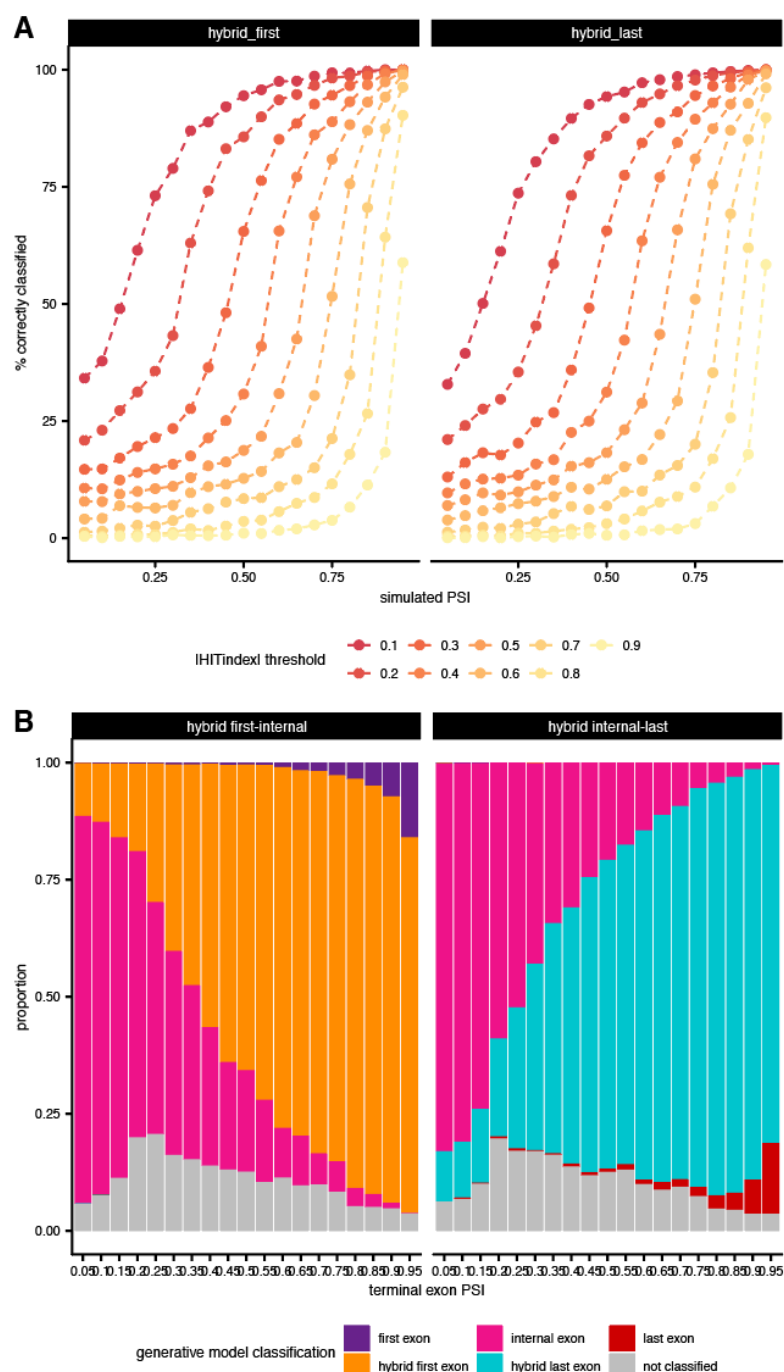 A
hybrid_first hybrid_last
100
75
50
25
0
% correctly classified
0.25 0.50 0.75 0.25 0.50 0.75
simulated PSI
|HITindex| threshold
0.1 0.3 0.5 0.7 0.9
0.2 0.4 0.6 0.8
B
hybrid first-internal hybrid internal-last
1.00
0.75
0.50
0.25
0.00
proportion
0.05 0.1 0.15 0.2 0.25 0.3 0.35 0.4 0.45 0.5 0.55 0.6 0.65 0.7 0.75 0.8 0.85 0.9 0.95 0.05 0.1 0.15 0.2 0.25 0.3 0.35 0.4 0.45 0.5 0.55 0.6 0.65 0.7 0.75 0.8 0.85 0.9 0.95
terminal exon PSI
generative model classification
first exon internal exon last exon
hybrid first exon hybrid last exon not classified